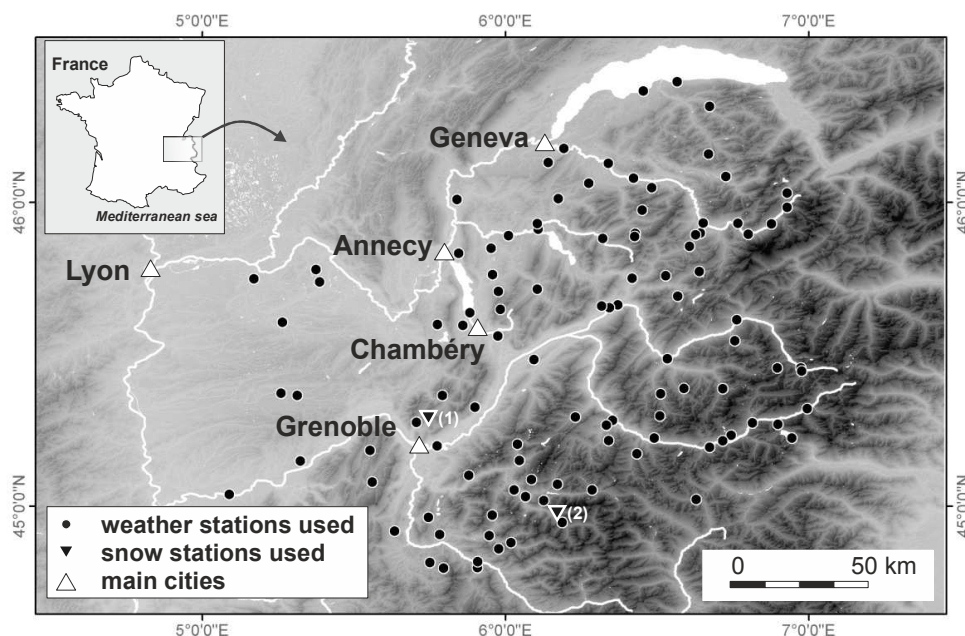 5°0'0"E 6°0'0"E 7°0'0"E
France
Mediterranean sea
Geneva
46°0'0"N 46°0'0"N
Annecy
Lyon
Chambéry
Grenoble
(1)
45°0'0"N 45°0'0"N
(2)
weather stations used
snow stations used
main cities
0 50 km
5°0'0"E 6°0'0"E 7°0'0"E